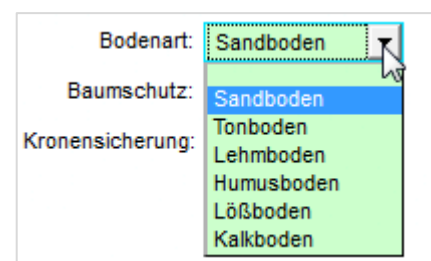 Bodenart: Sandboden
Baumschutz:
Sandboden
Kronensicherung:
Tonboden
Lehmboden
Humusboden
Lößboden
Kalkboden